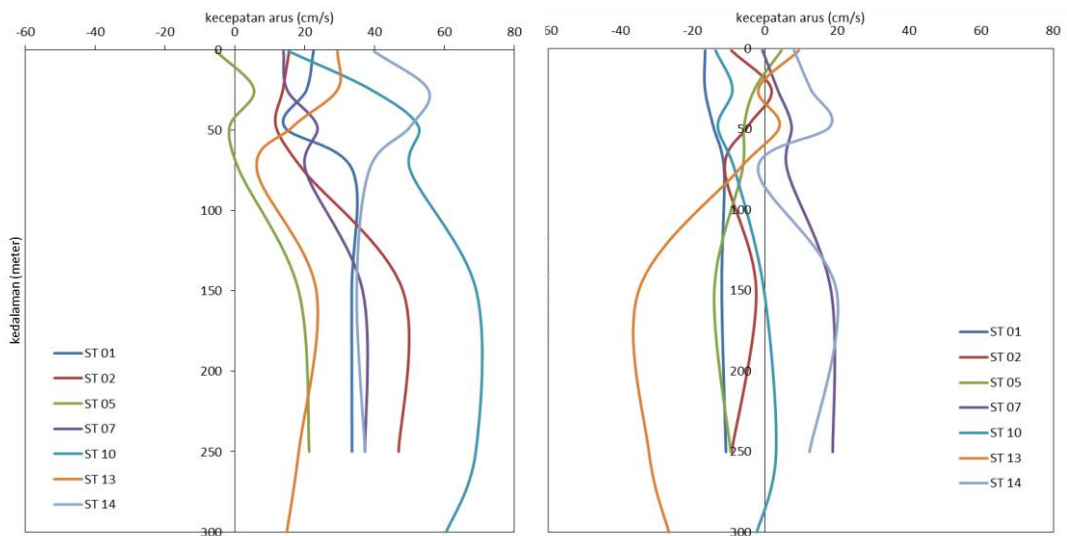 kecepatan arus (cm/s)
-60 -40 -20 0 20 40 60 80
0
50
100
150
200
250
300
kedalaman (meter)
ST 01
ST 02
ST 05
ST 07
ST 10
ST 13
ST 14
kecepatan arus (cm/s)
60 -40 -20 0 20 40 60 80
0
50
100
150
200
250
300
ST 01
ST 02
ST 05
ST 07
ST 10
ST 13
ST 14